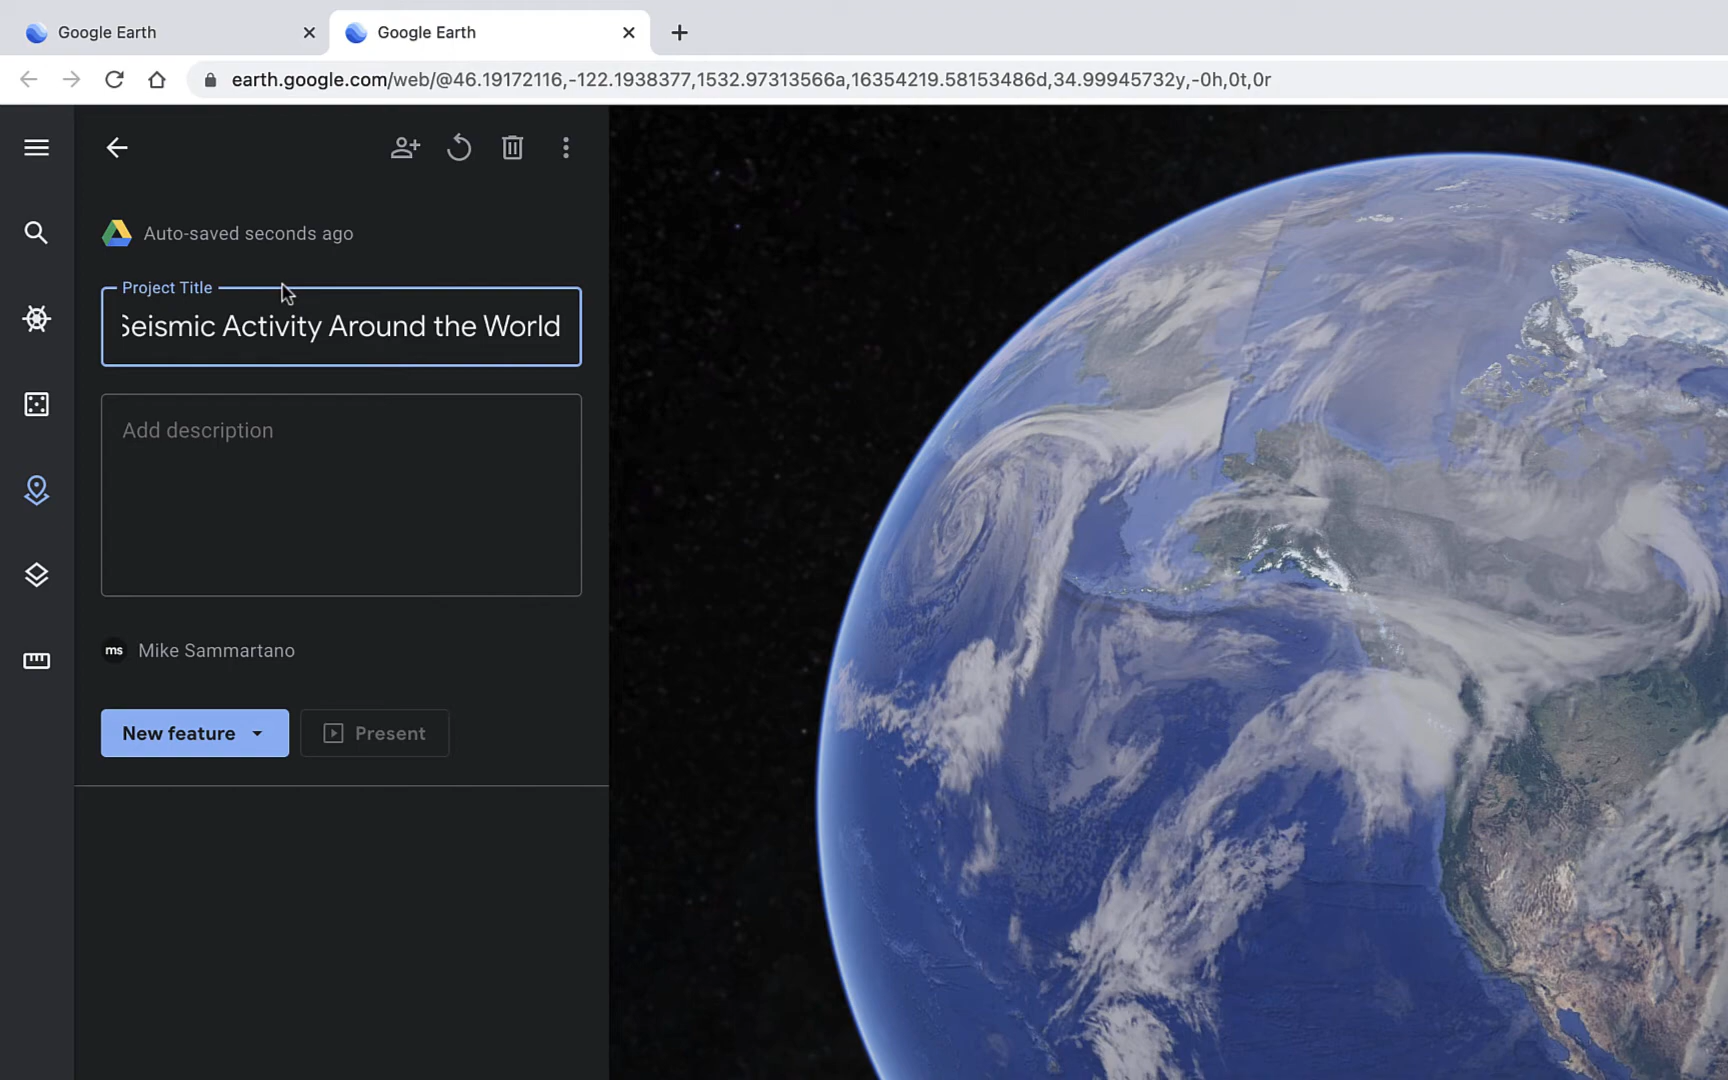 Google Earth
Google Earth
earth.google.com/web/@46.19172116,-122.1938377,1532.97313566a,16354219.58153486d,34.99945732y,-0h,0t,0r
Auto-saved seconds ago
Project Title
Seismic Activity Around the World
Add description
ms Mike Sammartano
New feature
Present